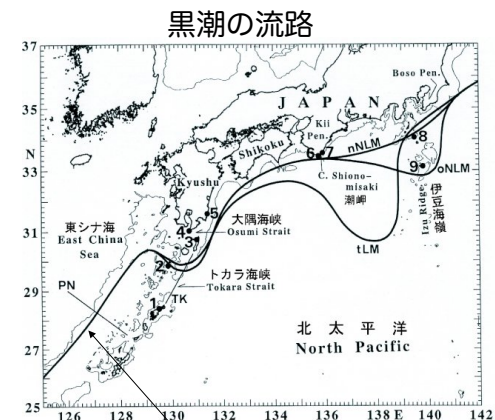 黒潮の流路
37
35
N
33
31
29
27
25
126
128
130
132
134
136
138 E
140
142
Boso Pen.
J A P A N
Kii
Pen.
Shikoku
Kyushu
nNLM
oNLM
tLM
C. Shiono-
misaki
潮岬
伊豆海嶺
Izu Ridge
大隅海峡
Osumi Strait
東シナ海
East China
Sea
トカラ海峡
Tokara Strait
PN
TK
北太平洋
North Pacific
1
2
3
4
5
6
7
8
9